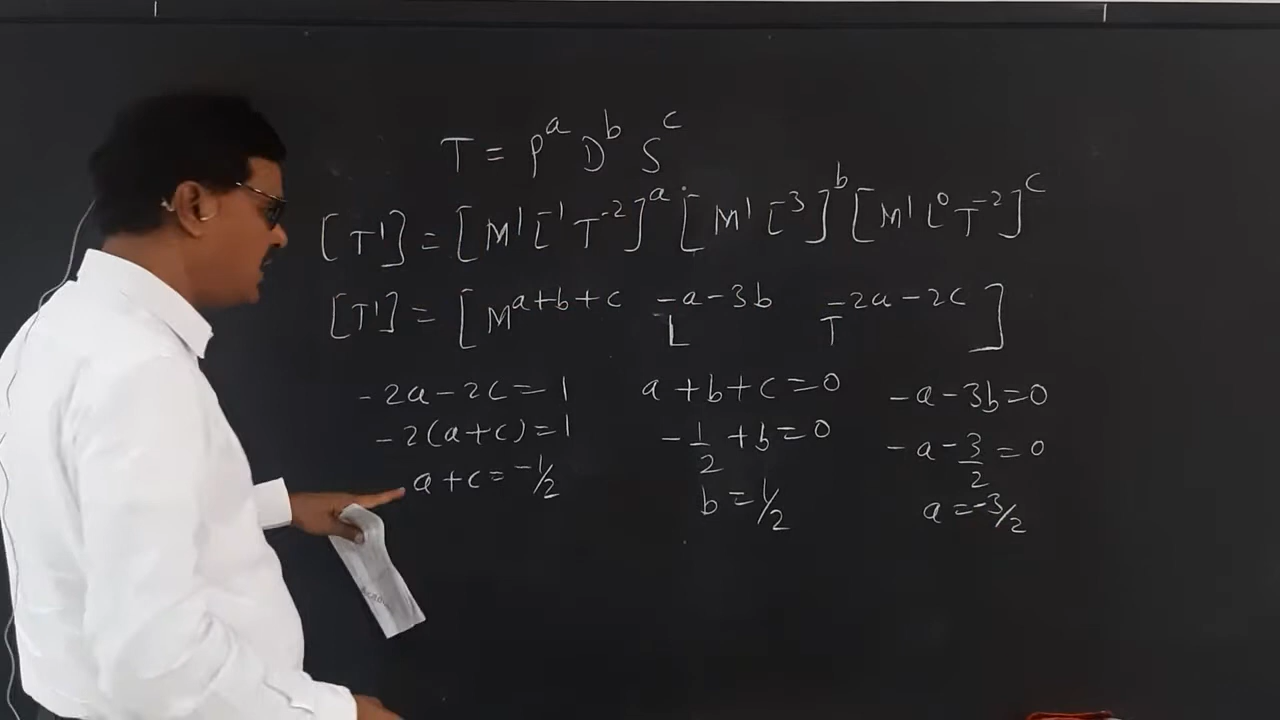 T = P^a D^b S^c
[T^1] = [M^1 L^-1 T^-2]^a [M^1 L^-3]^b [M^1 L^0 T^-2]^c
[T^1] = [M^a+b+c L^-a-3b T^-2a-2c]
-2a-2c=1
-2(a+c)=1
a+c=-1/2
a+b+c=0
-1/2+b=0
b=1/2
-a-3b=0
-a-3/2=0
a=-3/2